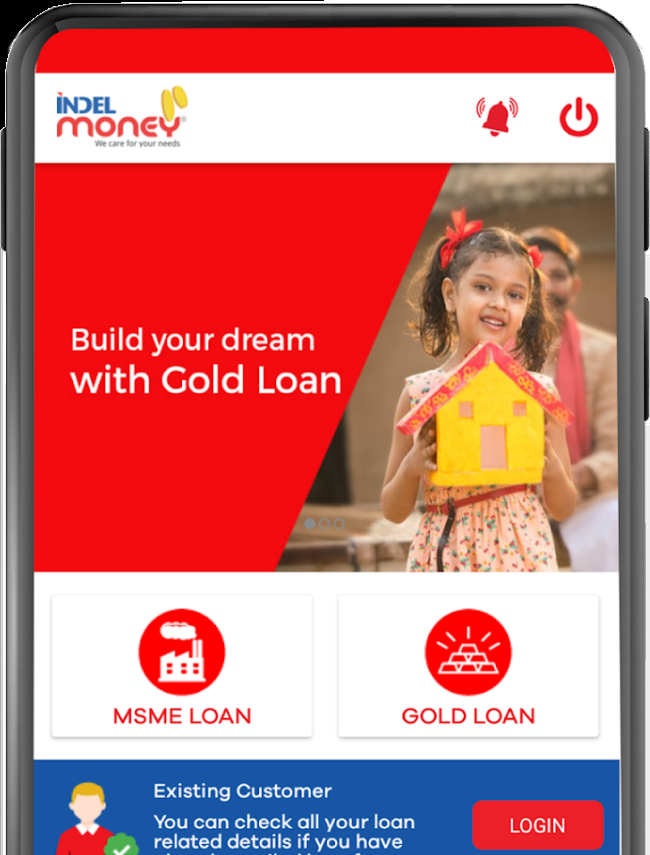 INDEL
money®
We care for your needs
Build your dream
with Gold Loan
MSME LOAN
GOLD LOAN
Existing Customer
You can check all your loan
related details if you have
LOGIN